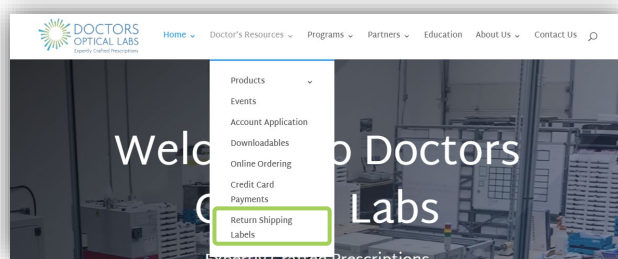 DOCTORS
OPTICAL LABS
Expertly Crafted Prescriptions
Home Doctor's Resources Programs Partners Education About Us Contact Us
Products
Events
Account Application
Downloadables
Online Ordering
Credit Card
Payments
Return Shipping
Labels
Welc o Doctors
Labs
Prescriptions